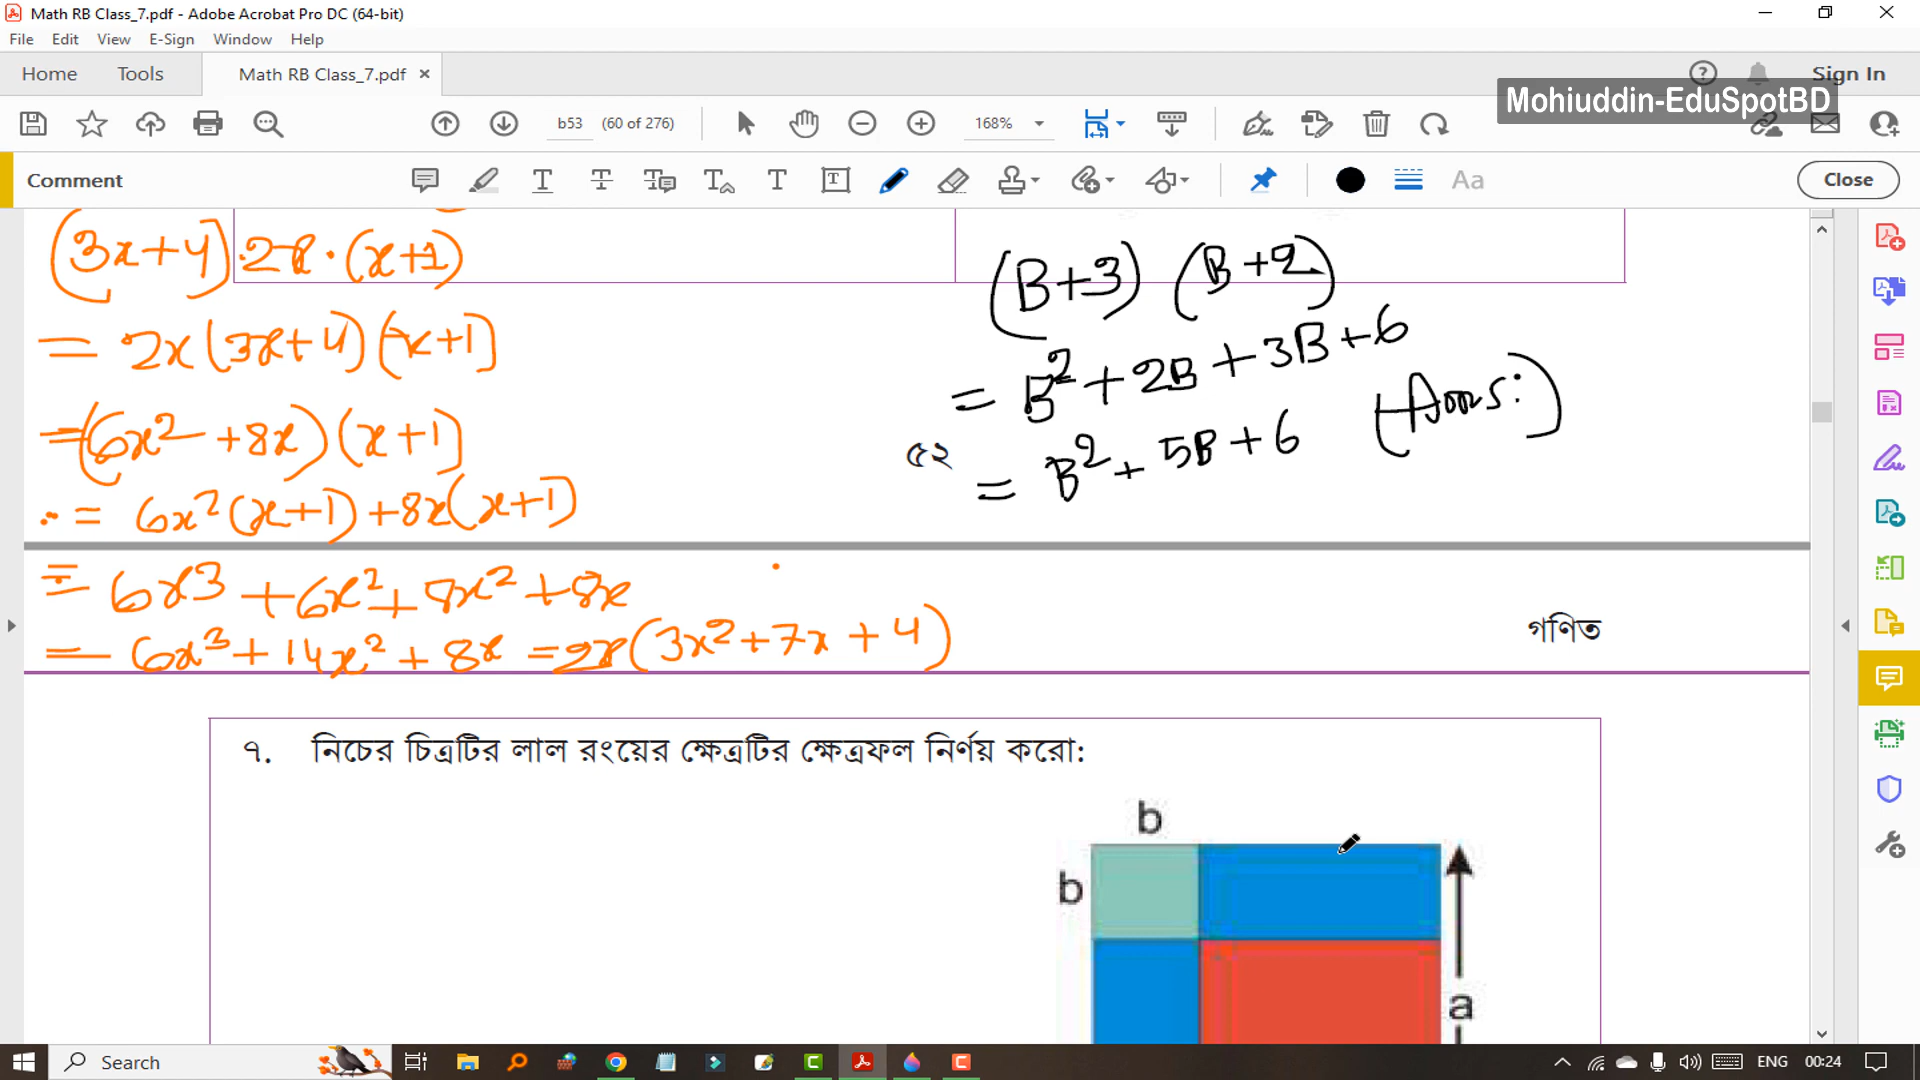 Math RB Class_7.pdf - Adobe Acrobat Pro DC (64-bit)
File Edit View E-Sign Window Help
Home Tools Math RB Class_7.pdf × Sign In
Mohiuddin-EduSpotBD
b53 (60 of 276) 168%
Comment Aa Close
(3x+4) 2x·(x+1)
= 2x(3x+4)(x+1)
=(6x²+8x)(x+1)
= 6x²(x+1)+8x(x+1)
= 6x3+6x²+8x²+8x
= 6x³+14x²+8x =2x(3x²+7x+4)
(B+3) (B+2)
= B²+2B+3B+6
= B²+5B+6 (Ans:)
৫২
গণিত
৭. নিচের চিত্রটির লাল রংয়ের ক্ষেত্রটির ক্ষেত্রফল নির্ণয় করো:
b
b
a
Search ENG 00:24